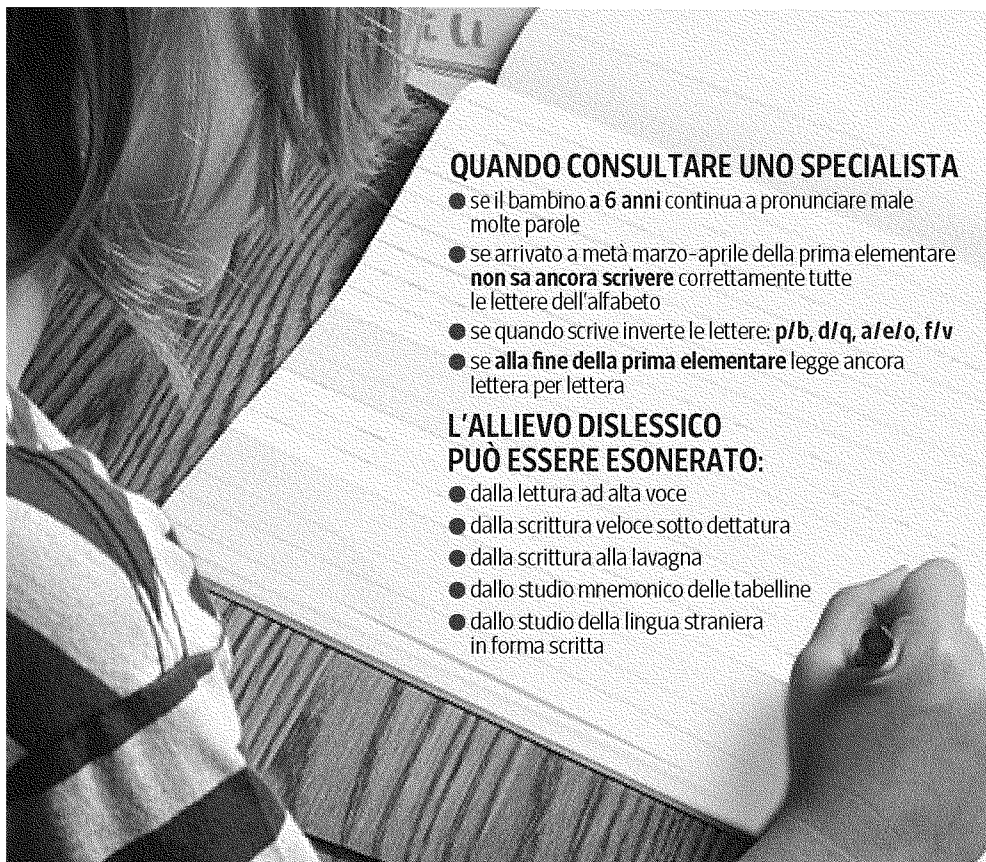 QUANDO CONSULTARE UNO SPECIALISTA
● se il bambino a 6 anni continua a pronunciare male
molte parole
● se arrivato a metà marzo-aprile della prima elementare
non sa ancora scrivere correttamente tutte
le lettere dell'alfabeto
● se quando scrive inverte le lettere: p/b, d/q, a/e/o, f/v
● se alla fine della prima elementare legge ancora
lettera per lettera
L'ALLIEVO DISLESSICO
PUÒ ESSERE ESONERATO:
● dalla lettura ad alta voce
● dalla scrittura veloce sotto dettatura
● dalla scrittura alla lavagna
● dallo studio mnemonico delle tabelline
● dallo studio della lingua straniera
in forma scritta